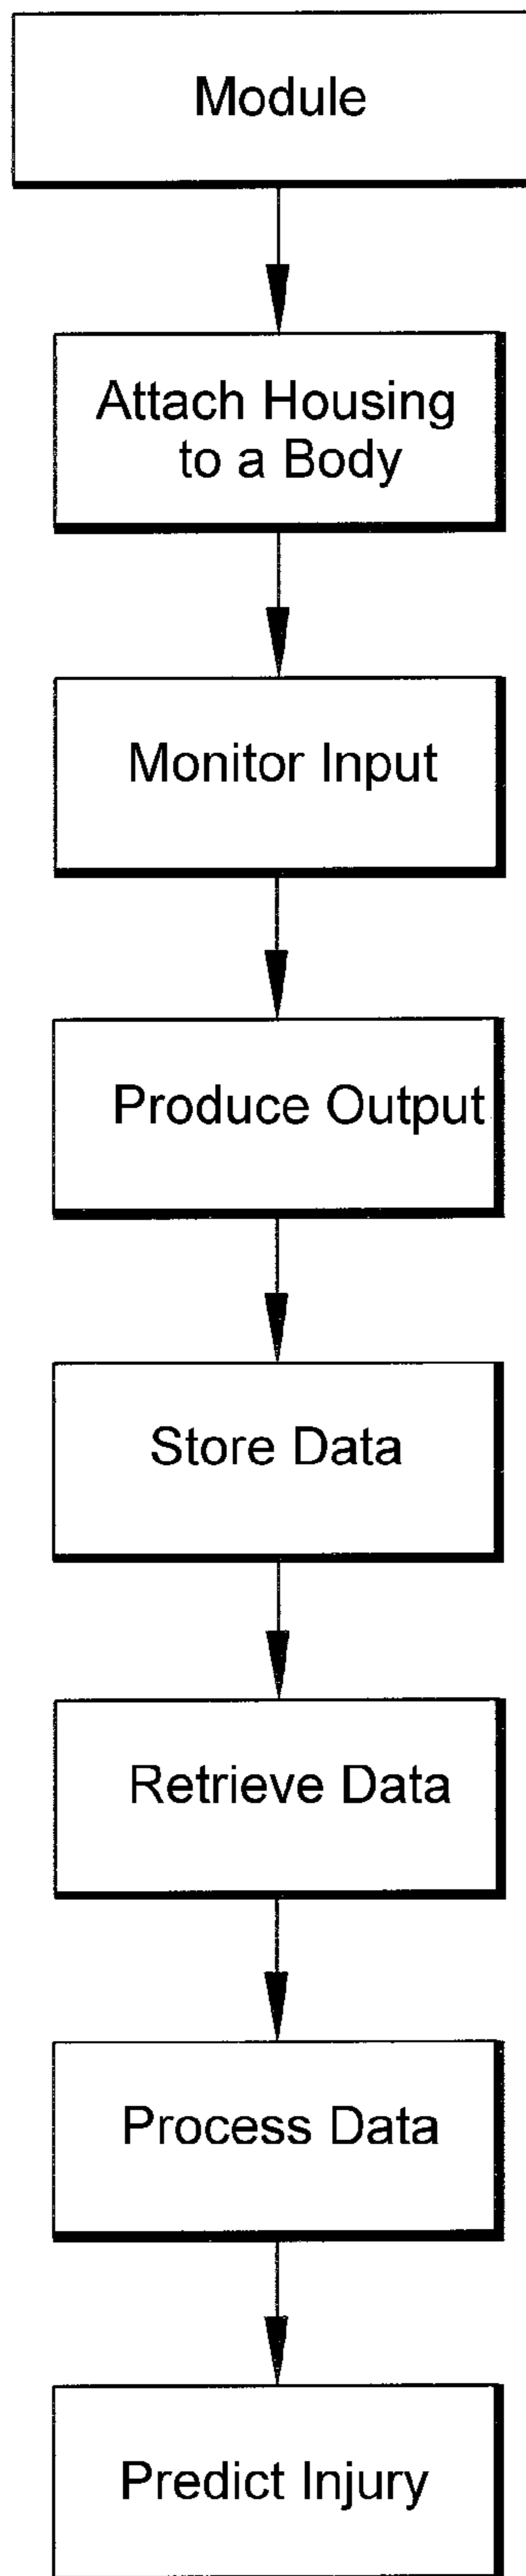 Module
Attach Housing
to a Body
Monitor Input
Produce Output
Store Data
Retrieve Data
Process Data
Predict Injury